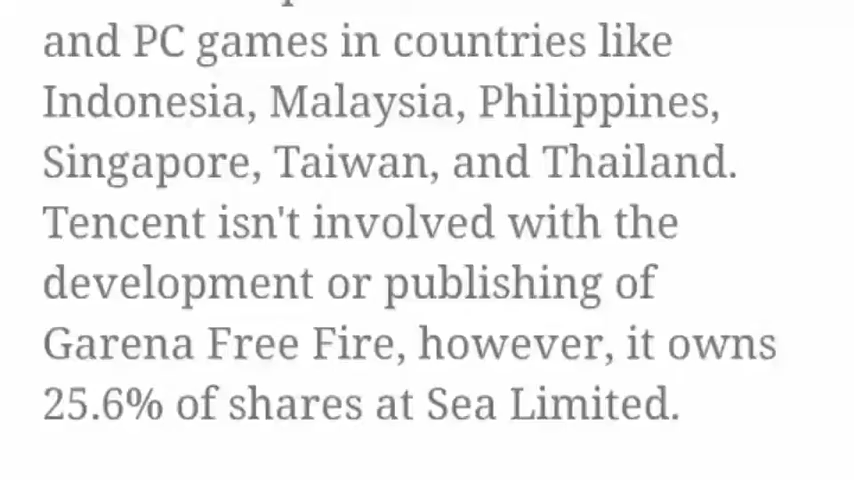 and PC games in countries like
Indonesia, Malaysia, Philippines,
Singapore, Taiwan, and Thailand.
Tencent isn't involved with the
development or publishing of
Garena Free Fire, however, it owns
25.6% of shares at Sea Limited.